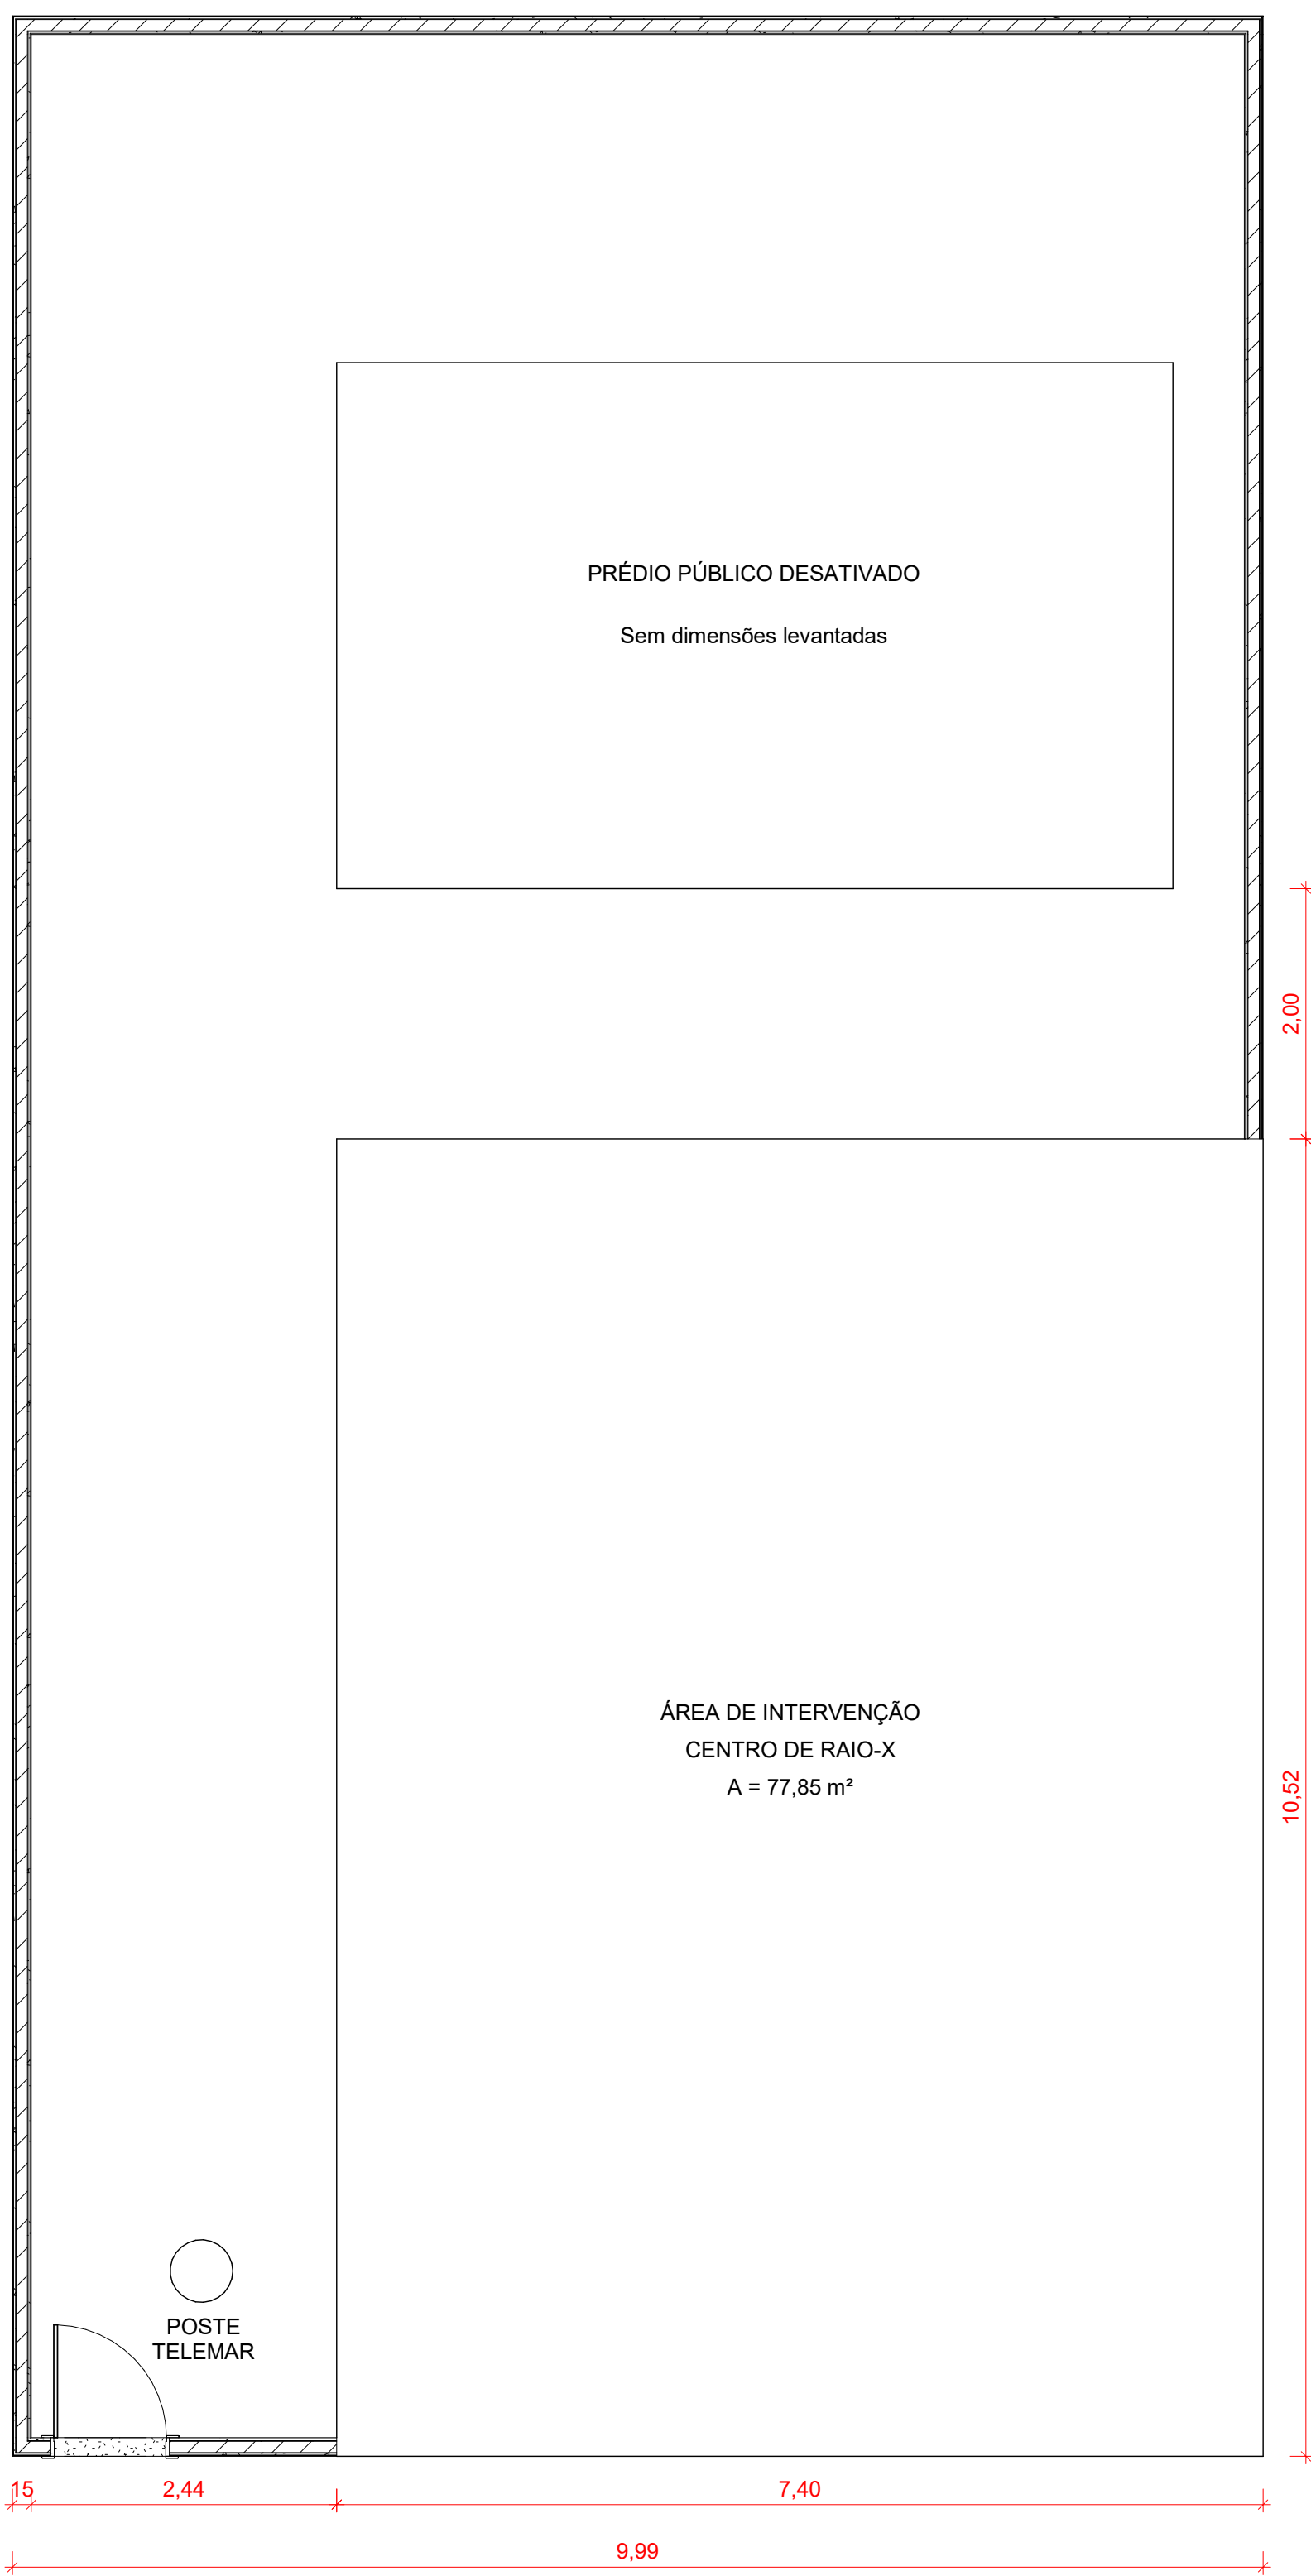 PRÉDIO PÚBLICO DESATIVADO
Sem dimensões levantadas
2,00
ÁREA DE INTERVENÇÃO
CENTRO DE RAIO-X
A = 77,85 m²
10,52
POSTE
TELEMAR
15
2,44
7,40
9,99